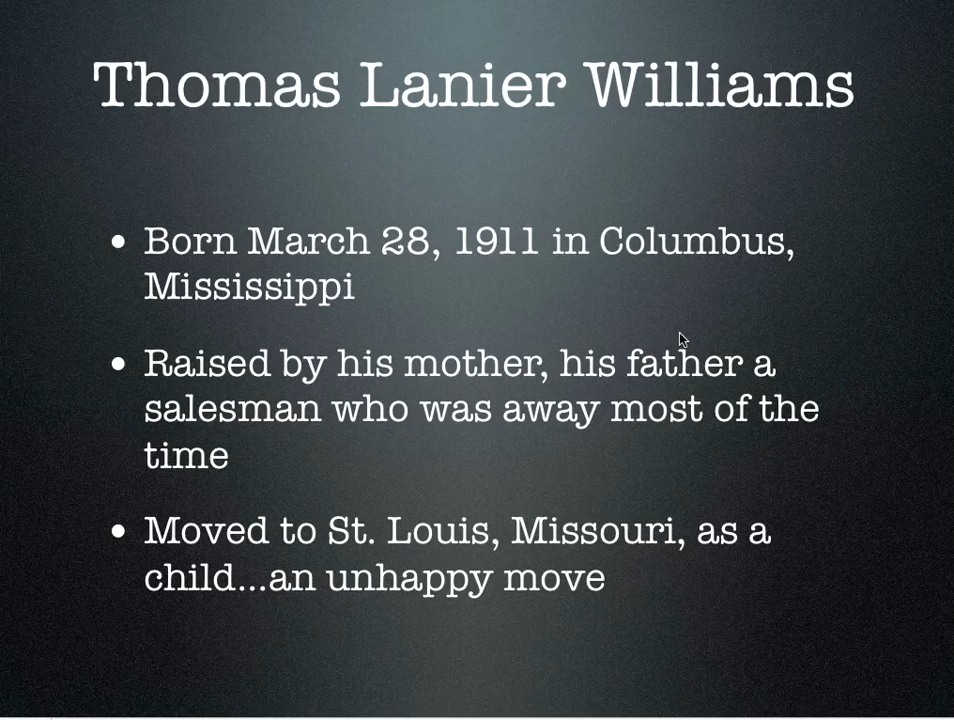 Thomas Lanier Williams
• Born March 28, 1911 in Columbus,
Mississippi
• Raised by his mother, his father a
salesman who was away most of the
time
• Moved to St. Louis, Missouri, as a
child...an unhappy move